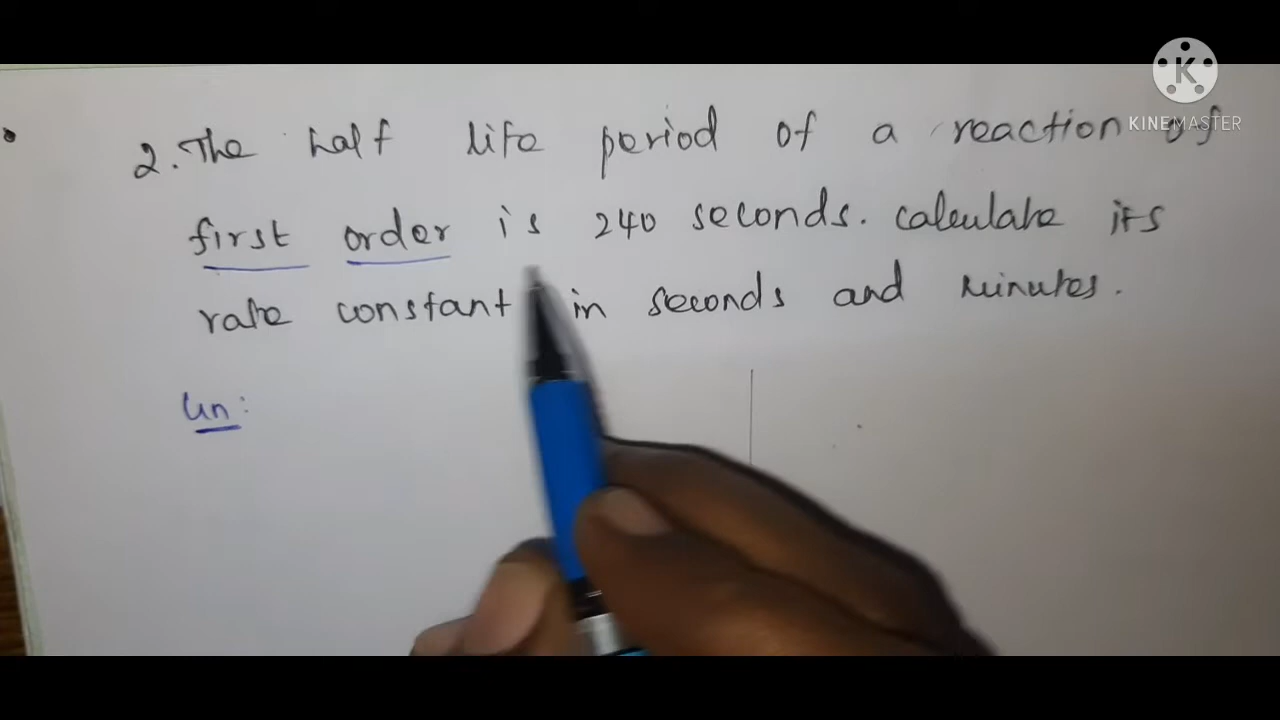 KINEMASTER
2. The half life period of a reaction of
first order is 240 seconds. calculate its
rate constant in seconds and minutes.